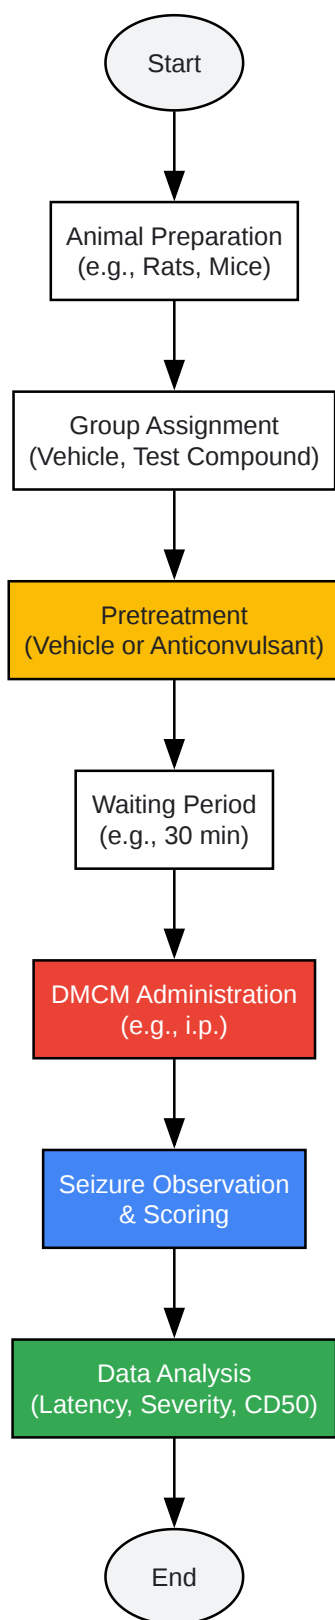 Start
Animal Preparation
(e.g., Rats, Mice)
Group Assignment
(Vehicle, Test Compound)
Pretreatment
(Vehicle or Anticonvulsant)
Waiting Period
(e.g., 30 min)
DMCM Administration
(e.g., i.p.)
Seizure Observation
& Scoring
Data Analysis
(Latency, Severity, CD50)
End